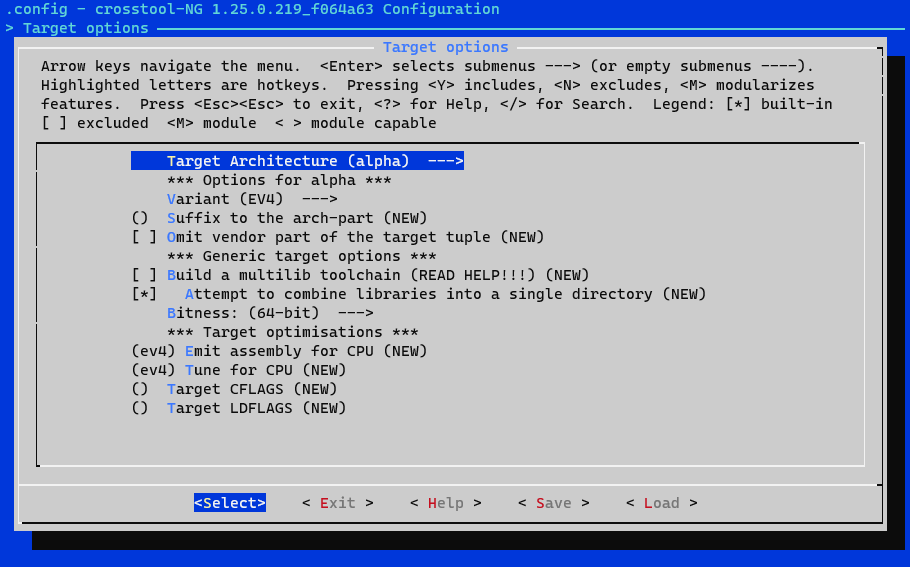 .config - crosstool-NG 1.25.0.219_f064a63 Configuration
> Target options
Target options
Arrow keys navigate the menu.  <Enter> selects submenus ---> (or empty submenus ----).
Highlighted letters are hotkeys.  Pressing <Y> includes, <N> excludes, <M> modularizes
features.  Press <Esc><Esc> to exit, <?> for Help, </> for Search.  Legend: [*] built-in
[ ] excluded  <M> module  < > module capable
Target Architecture (alpha)  --->
*** Options for alpha ***
Variant (EV4)  --->
()  Suffix to the arch-part (NEW)
[ ] Omit vendor part of the target tuple (NEW)
*** Generic target options ***
[ ] Build a multilib toolchain (READ HELP!!!) (NEW)
[*]   Attempt to combine libraries into a single directory (NEW)
Bitness: (64-bit)  --->
*** Target optimisations ***
(ev4) Emit assembly for CPU (NEW)
(ev4) Tune for CPU (NEW)
()  Target CFLAGS (NEW)
()  Target LDFLAGS (NEW)
<Select>    < Exit >    < Help >    < Save >    < Load >